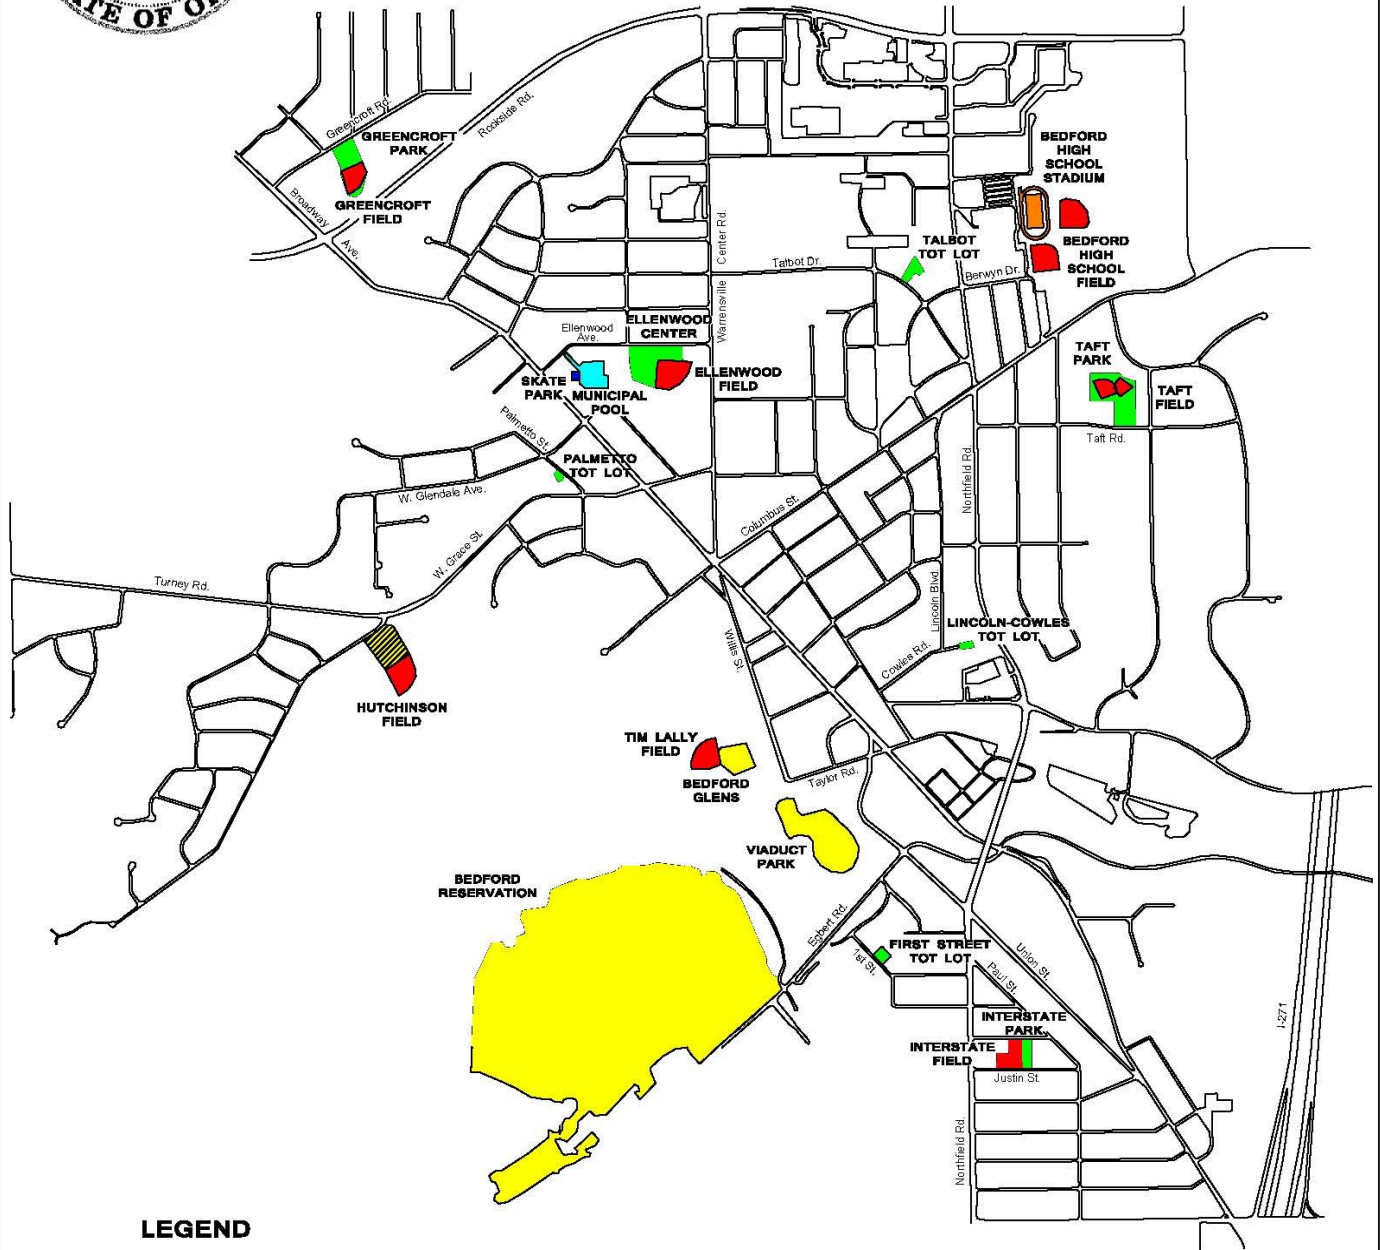 TE OF O
Greencroft Rd.
GREENCROFT
PARK
Rookside Rd.
GREENCROFT
FIELD
Broadway
Ave.
BEDFORD
HIGH
SCHOOL
STADIUM
Center Rd.
Warrensville
TALBOT
TOT LOT
Talbot Dr.
Berwyn Dr.
BEDFORD
HIGH
SCHOOL
FIELD
Ellenwood
Ave.
ELLENWOOD
CENTER
ELLENWOOD
FIELD
SKATE
PARK
MUNICIPAL
POOL
TAFT
PARK
TAFT
FIELD
Taft Rd.
Palmetto St.
PALMETTO
TOT LOT
W. Glendale Ave.
Northfield Rd.
Columbus St.
W. Grace St.
Turney Rd.
Lincoln Blvd.
LINCOLN-COWLES
TOT LOT
Cowles Rd.
Willis St.
HUTCHINSON
FIELD
TIM LALLY
FIELD
BEDFORD
GLENS
Taylor Rd.
VIADUCT
PARK
BEDFORD
RESERVATION
Egbert Rd.
1st St.
FIRST STREET
TOT LOT
Union St.
Paul St.
I-271
INTERSTATE
PARK
INTERSTATE
FIELD
Justin St.
Northfield Rd.
LEGEND